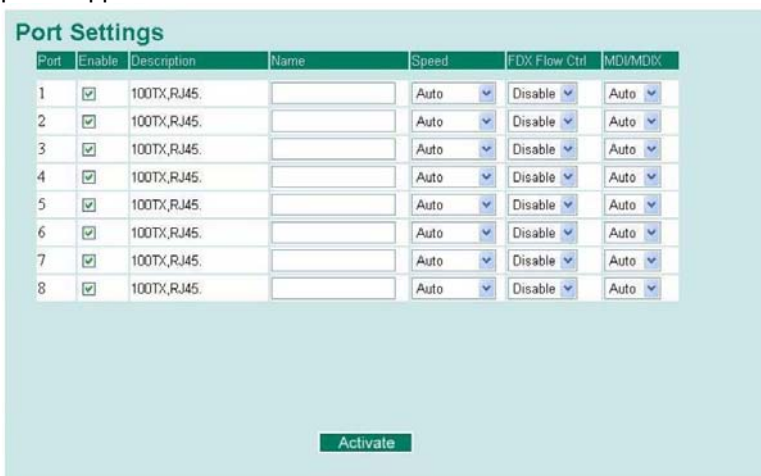 Port Settings
Port Enable Description Name Speed FDX Flow Ctrl MDI/MDIX
1 100TX,RJ45. Auto Disable Auto
2 100TX,RJ45. Auto Disable Auto
3 100TX,RJ45. Auto Disable Auto
4 100TX,RJ45. Auto Disable Auto
5 100TX,RJ45. Auto Disable Auto
6 100TX,RJ45. Auto Disable Auto
7 100TX,RJ45. Auto Disable Auto
8 100TX,RJ45. Auto Disable Auto
Activate